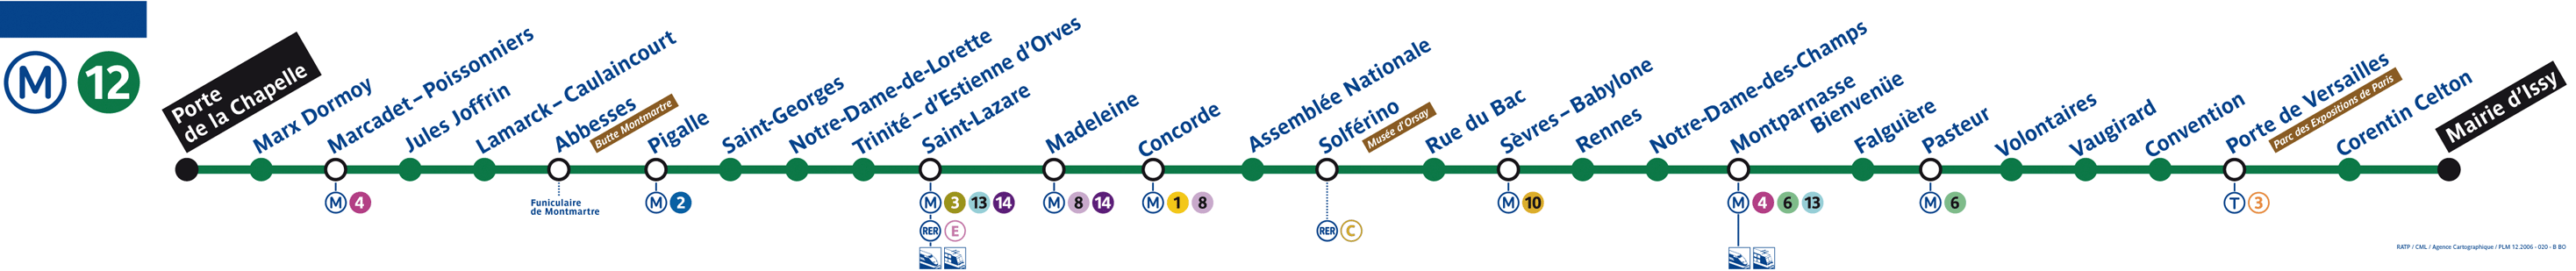 M 12
Porte
de la Chapelle
Marx Dormoy
Marcadet – Poissonniers
M 4
Jules Joffrin
Lamarck – Caulaincourt
Abbesses
Butte Montmartre
Funiculaire
de Montmartre
Pigalle
M 2
Saint-Georges
Notre-Dame-de-Lorette
Trinité – d'Estienne d'Orves
Saint-Lazare
M 3 13 14
RER E
Madeleine
M 8 14
Concorde
M 1 8
Assemblée Nationale
Solférino
Musée d'Orsay
RER C
Rue du Bac
Sèvres – Babylone
M 10
Rennes
Notre-Dame-des-Champs
Montparnasse
Bienvenüe
M 4 6 13
Falguière
Pasteur
M 6
Volontaires
Vaugirard
Convention
Porte de Versailles
Parc des Expositions de Paris
T 3
Corentin Celton
Mairie d'Issy
RATP / CML / Agence Cartographique / PLM 12.2006 - 020 - B BO